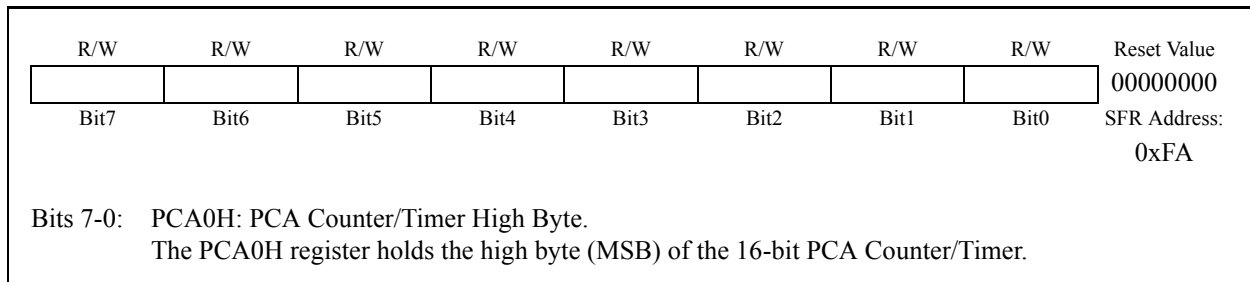 R/W R/W R/W R/W R/W R/W R/W R/W Reset Value
00000000
Bit7 Bit6 Bit5 Bit4 Bit3 Bit2 Bit1 Bit0 SFR Address:
0xFA
Bits 7-0: PCA0H: PCA Counter/Timer High Byte.
The PCA0H register holds the high byte (MSB) of the 16-bit PCA Counter/Timer.